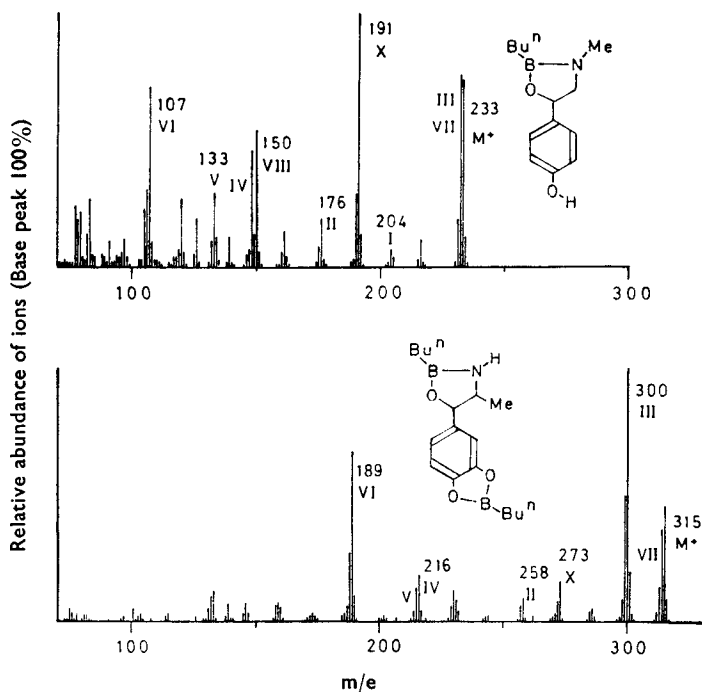 Relative abundance of ions (Base peak 100%)
191
X
107
VI
133
V
IV
150
VIII
176
II
204
I
III
VII
233
M⁺
Buⁿ
B
N
Me
O
O
H
100
200
300
189
VI
V
216
IV
258
II
273
X
300
III
VII
315
M⁺
Buⁿ
H
B
N
O
Me
O
O
B
Buⁿ
100
200
300
m/e